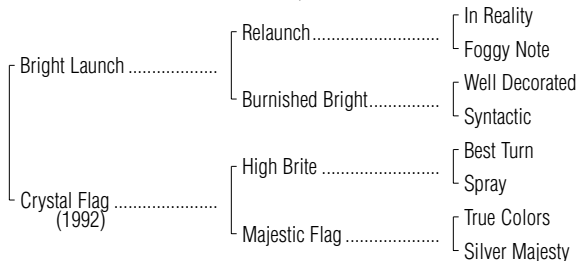 In Reality
Relaunch..........................
Foggy Note
Bright Launch ...................
Well Decorated
Burnished Bright...............
Syntactic
Best Turn
High Brite .........................
Spray
Crystal Flag ......................
(1992)
True Colors
Majestic Flag ....................
Silver Majesty